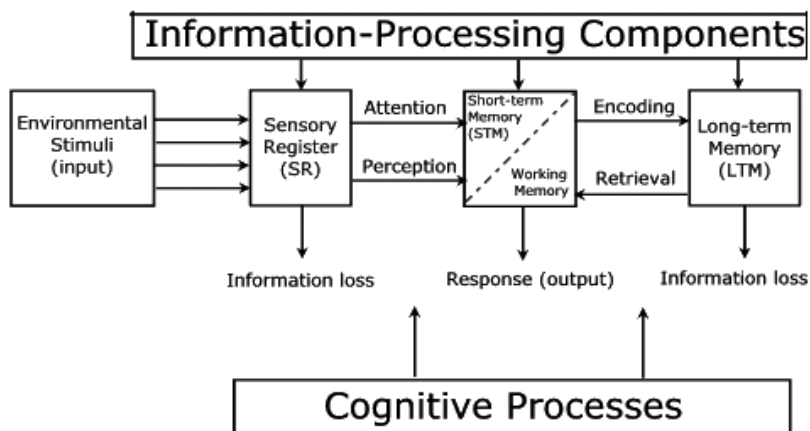 Information-Processing Components
Environmental
Stimuli
(input)
Sensory
Register
(SR)
Attention
Perception
Short-term
Memory
(STM)
Working
Memory
Encoding
Retrieval
Long-term
Memory
(LTM)
Information loss
Response (output)
Information loss
Cognitive Processes